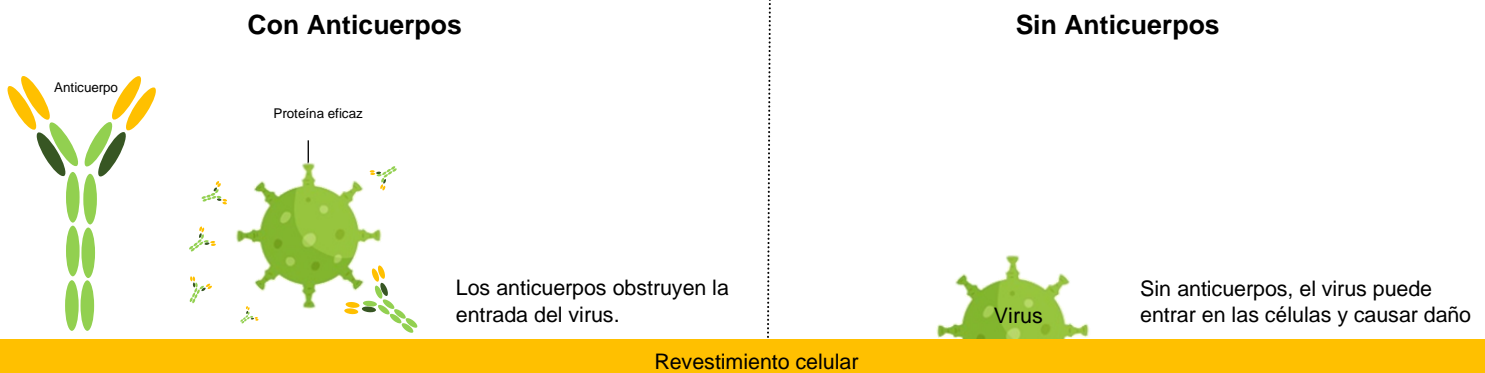 Con Anticuerpos
Anticuerpo
Proteína eficaz
Los anticuerpos obstruyen la
entrada del virus.
Sin Anticuerpos
Virus
Sin anticuerpos, el virus puede
entrar en las células y causar daño
Revestimiento celular